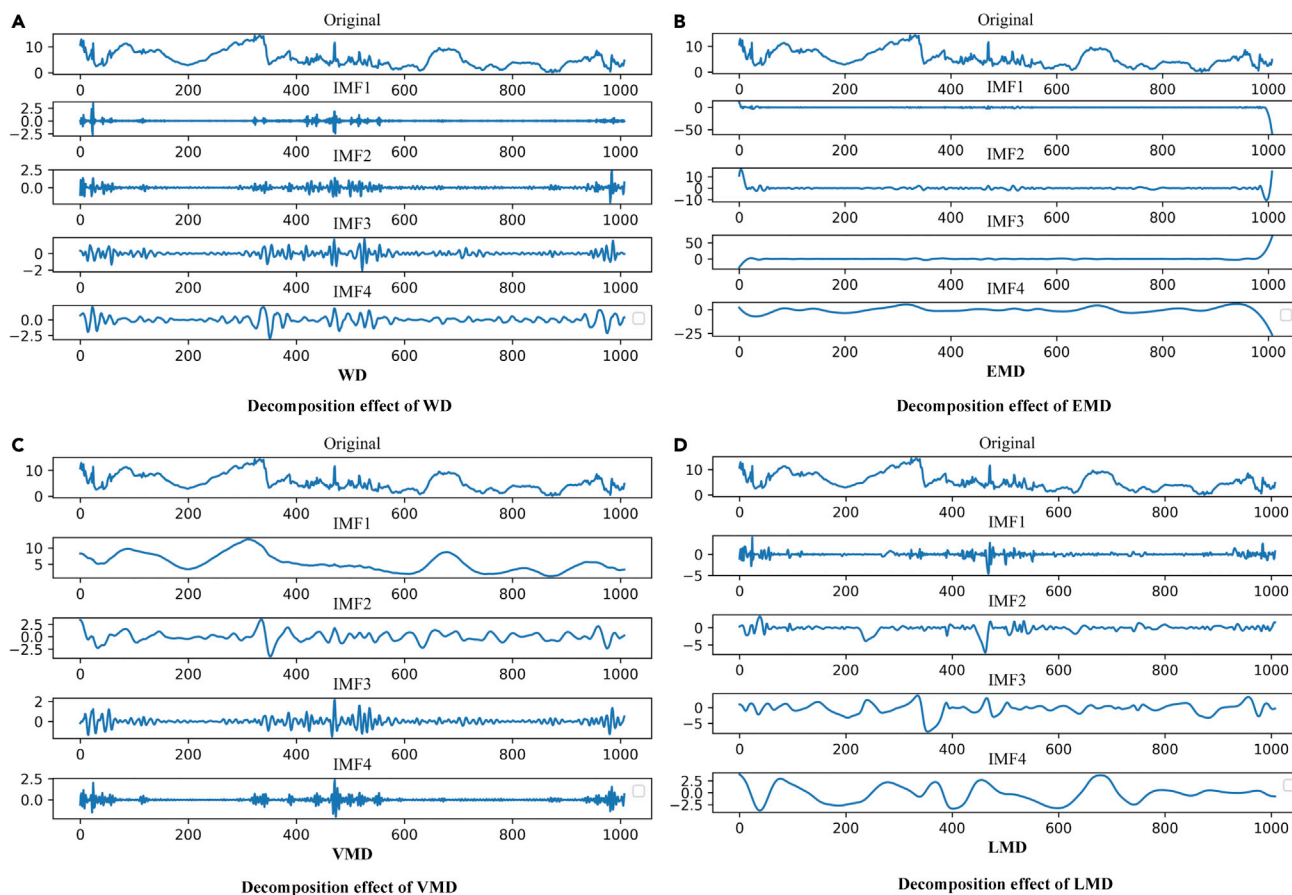 A
Original
10
0
0 200 400 600 800 1000
IMF1
2.5
0.0
−2.5
0 200 400 600 800 1000
IMF2
2.5
0.0
0 200 400 600 800 1000
IMF3
0
−2
0 200 400 600 800 1000
IMF4
0.0
−2.5
0 200 400 600 800 1000
WD
Decomposition effect of WD
B
Original
10
0
0 200 400 600 800 1000
IMF1
0
−50
0 200 400 600 800 1000
IMF2
10
0
−10
0 200 400 600 800 1000
IMF3
50
0
0 200 400 600 800 1000
IMF4
0
−25
0 200 400 600 800 1000
EMD
Decomposition effect of EMD
C
Original
10
0
0 200 400 600 800 1000
IMF1
10
5
0 200 400 600 800 1000
IMF2
2.5
0.0
−2.5
0 200 400 600 800 1000
IMF3
2
0
0 200 400 600 800 1000
IMF4
2.5
0.0
0 200 400 600 800 1000
VMD
Decomposition effect of VMD
D
Original
10
0
0 200 400 600 800 1000
IMF1
0
−5
0 200 400 600 800 1000
IMF2
0
−5
0 200 400 600 800 1000
IMF3
0
−5
0 200 400 600 800 1000
IMF4
2.5
0.0
−2.5
0 200 400 600 800 1000
LMD
Decomposition effect of LMD